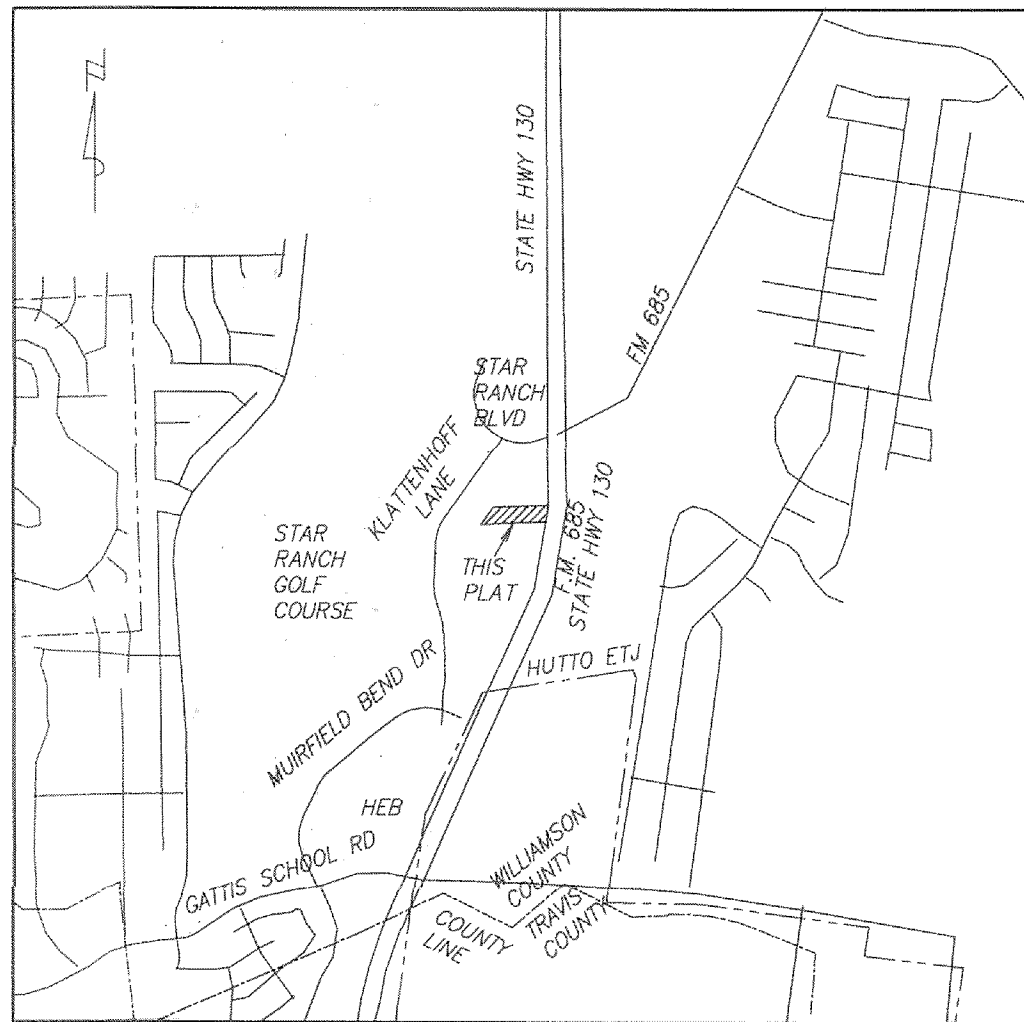 N
STATE HWY 130
FM 685
STAR
RANCH
BLVD
KLATTENHOFF
LANE
F.M. 685
STATE HWY 130
STAR
RANCH
GOLF
COURSE
THIS
PLAT
HUTTO ETJ
MUIRFIELD BEND DR
HEB
WILLIAMSON
COUNTY
GATTIS SCHOOL RD
TRAVIS
COUNTY
COUNTY
LINE